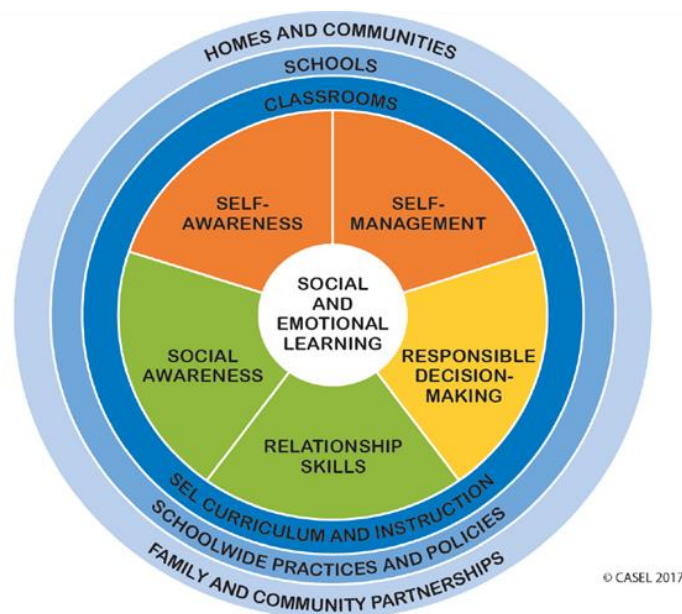 HOMES AND COMMUNITIES
SCHOOLS
CLASSROOMS
SELF-
AWARENESS
SELF-
MANAGEMENT
SOCIAL
AND
EMOTIONAL
LEARNING
SOCIAL
AWARENESS
RESPONSIBLE
DECISION-
MAKING
RELATIONSHIP
SKILLS
SEL CURRICULUM AND INSTRUCTION
SCHOOLWIDE PRACTICES AND POLICIES
FAMILY AND COMMUNITY PARTNERSHIPS
© CASEL 2017